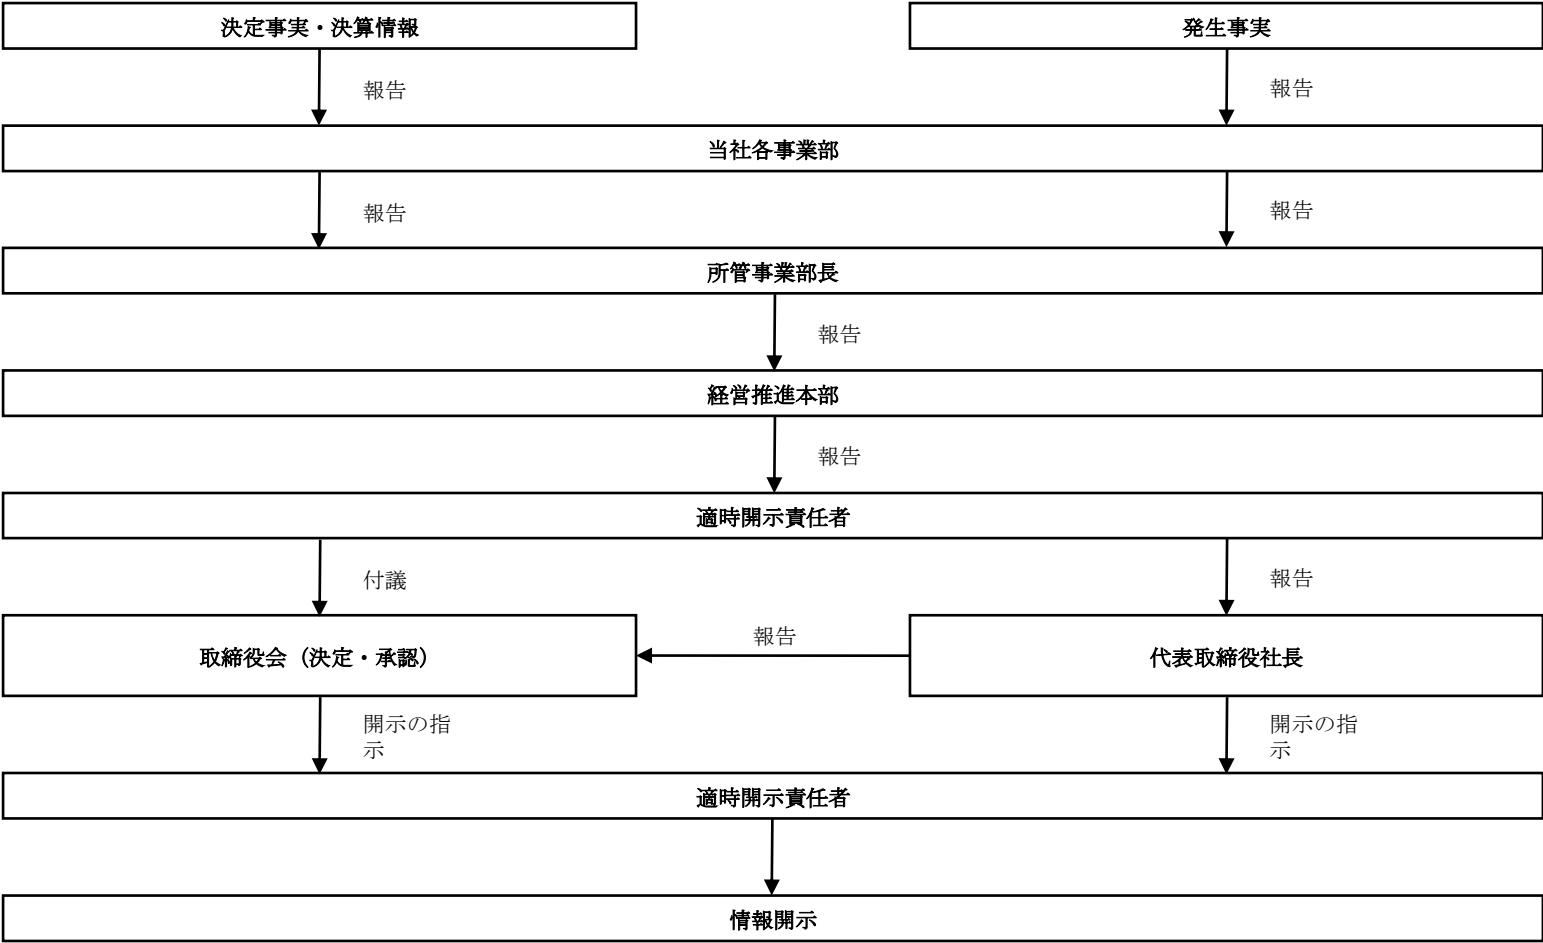 決定事実・決算情報
発生事実
報告
報告
当社各事業部
報告
報告
所管事業部長
報告
経営推進本部
報告
適時開示責任者
付議
報告
取締役会（決定・承認）
報告
代表取締役社長
開示の指
示
開示の指
示
適時開示責任者
情報開示